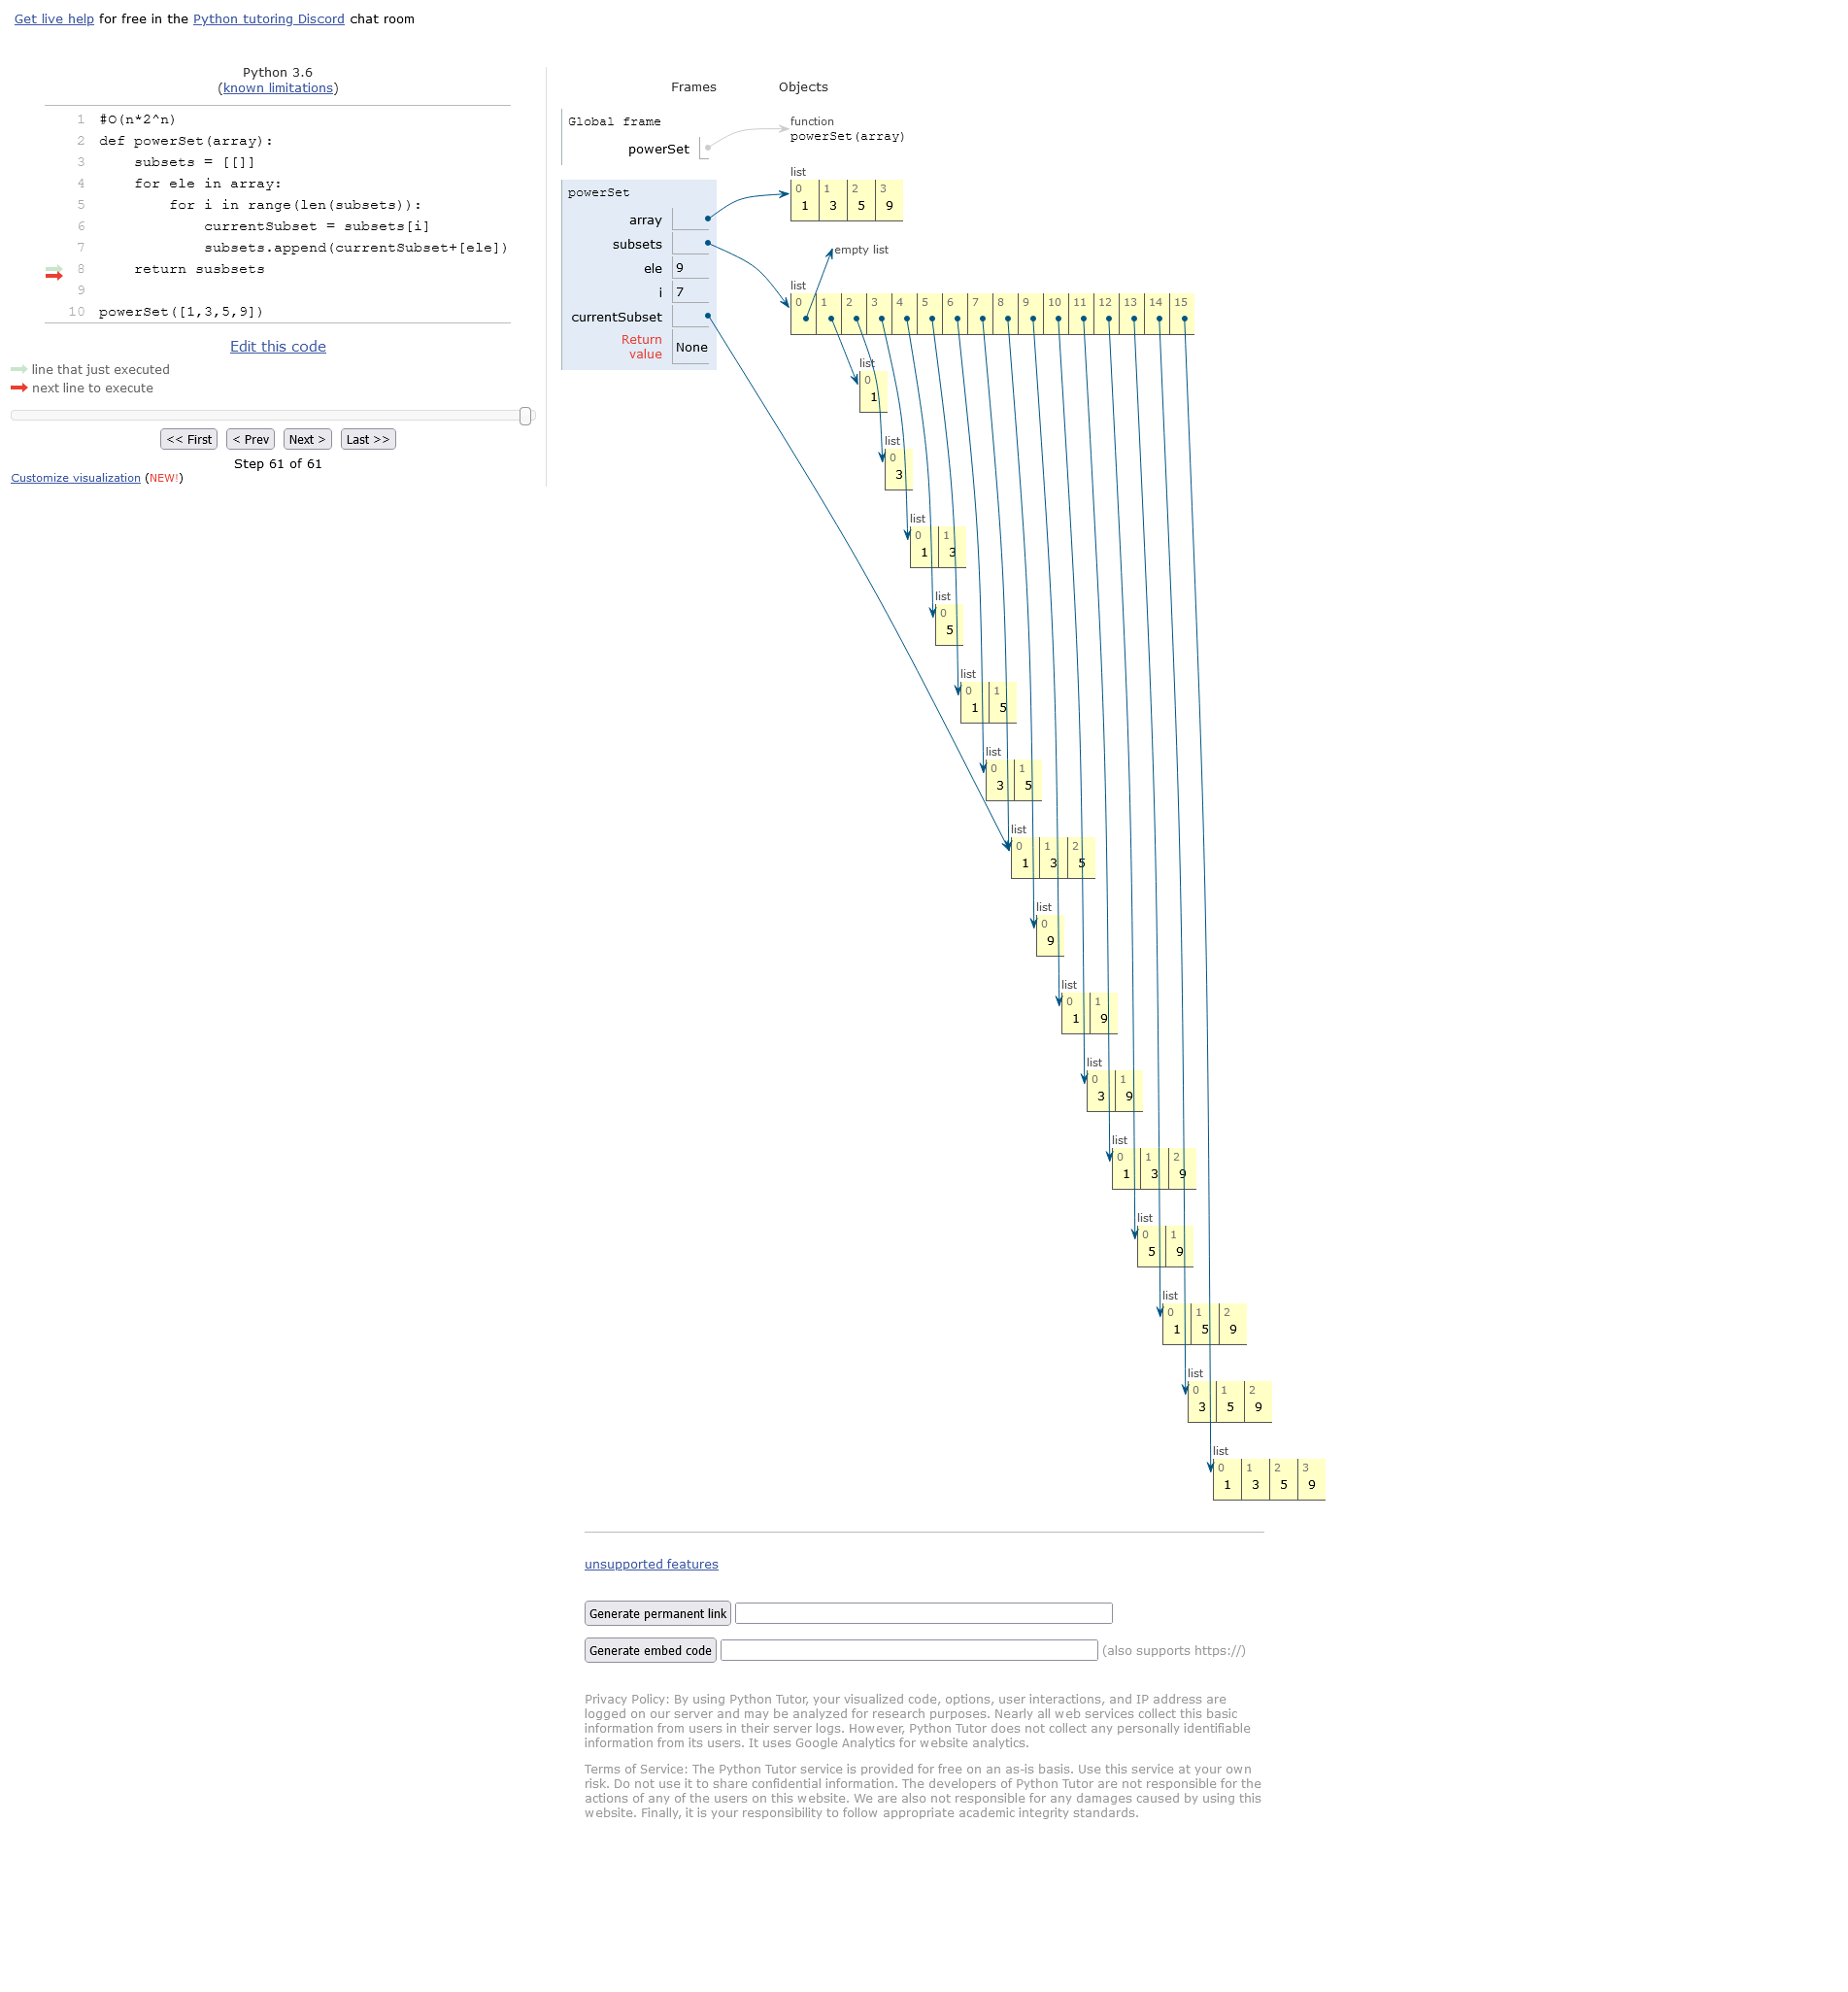 Get live help for free in the Python tutoring Discord chat room
Python 3.6
(known limitations)
1 #O(n*2^n)
2 def powerSet(array):
3     subsets = [[]]
4     for ele in array:
5         for i in range(len(subsets)):
6             currentSubset = subsets[i]
7             subsets.append(currentSubset+[ele])
8     return susbsets
9
10 powerSet([1,3,5,9])
Edit this code
line that just executed
next line to execute
<< First < Prev Next > Last >>
Step 61 of 61
Customize visualization (NEW!)
Frames Objects
Global frame
powerSet
function
powerSet(array)
powerSet
array
subsets
ele 9
i 7
currentSubset
Return
value None
list
0 1 2 3
1 3 5 9
empty list
list
0 1 2 3 4 5 6 7 8 9 10 11 12 13 14 15
list
0
1
list
0
3
list
0 1
1 3
list
0
5
list
0 1
1 5
list
0 1
3 5
list
0 1 2
1 3 5
list
0
9
list
0 1
1 9
list
0 1
3 9
list
0 1 2
1 3 9
list
0 1
5 9
list
0 1 2
1 5 9
list
0 1 2
3 5 9
list
0 1 2 3
1 3 5 9
unsupported features
Generate permanent link
Generate embed code (also supports https://)
Privacy Policy: By using Python Tutor, your visualized code, options, user interactions, and IP address are
logged on our server and may be analyzed for research purposes. Nearly all web services collect this basic
information from users in their server logs. However, Python Tutor does not collect any personally identifiable
information from its users. It uses Google Analytics for website analytics.
Terms of Service: The Python Tutor service is provided for free on an as-is basis. Use this service at your own
risk. Do not use it to share confidential information. The developers of Python Tutor are not responsible for the
actions of any of the users on this website. We are also not responsible for any damages caused by using this
website. Finally, it is your responsibility to follow appropriate academic integrity standards.